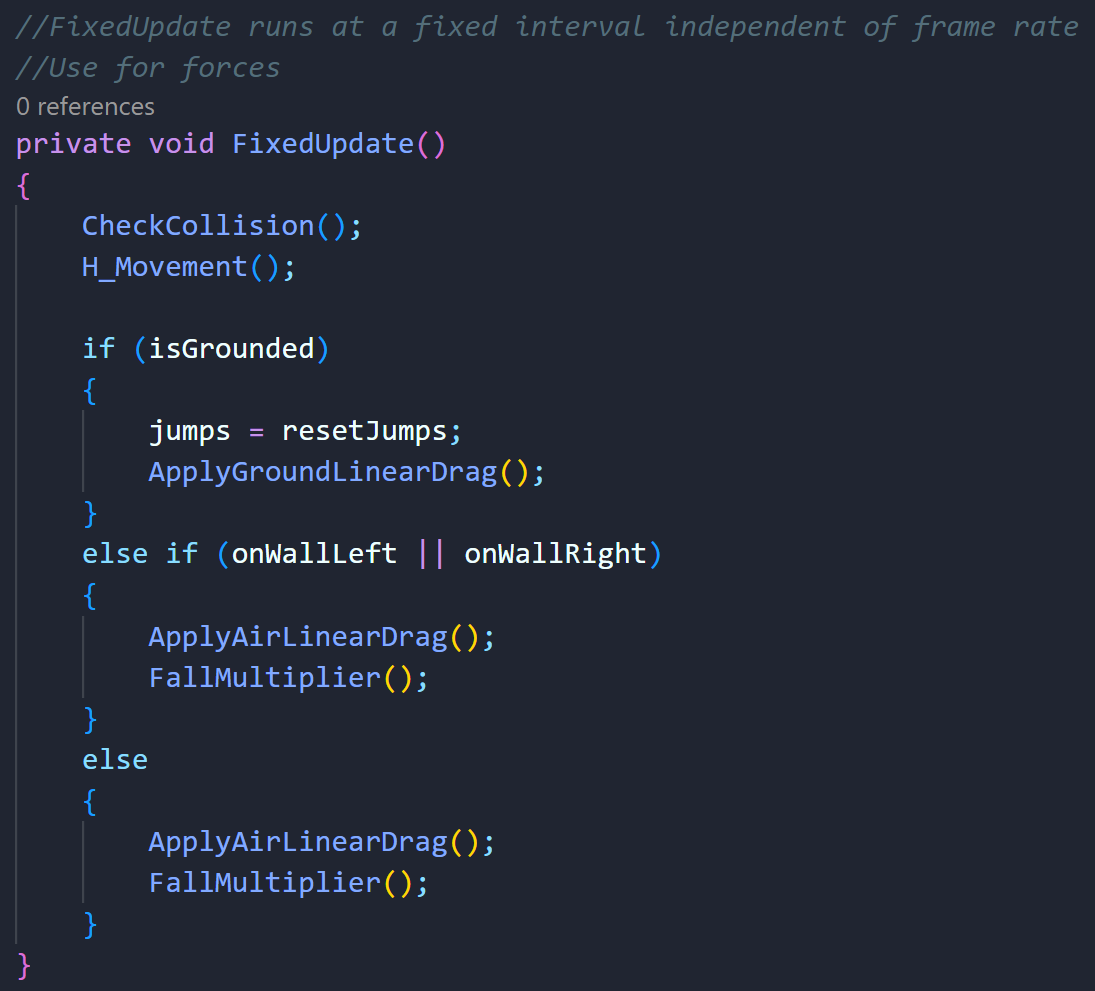 //FixedUpdate runs at a fixed interval independent of frame rate
//Use for forces
0 references
private void FixedUpdate()
{
    CheckCollision();
    H_Movement();

    if (isGrounded)
    {
        jumps = resetJumps;
        ApplyGroundLinearDrag();
    }
    else if (onWallLeft || onWallRight)
    {
        ApplyAirLinearDrag();
        FallMultiplier();
    }
    else
    {
        ApplyAirLinearDrag();
        FallMultiplier();
    }
}